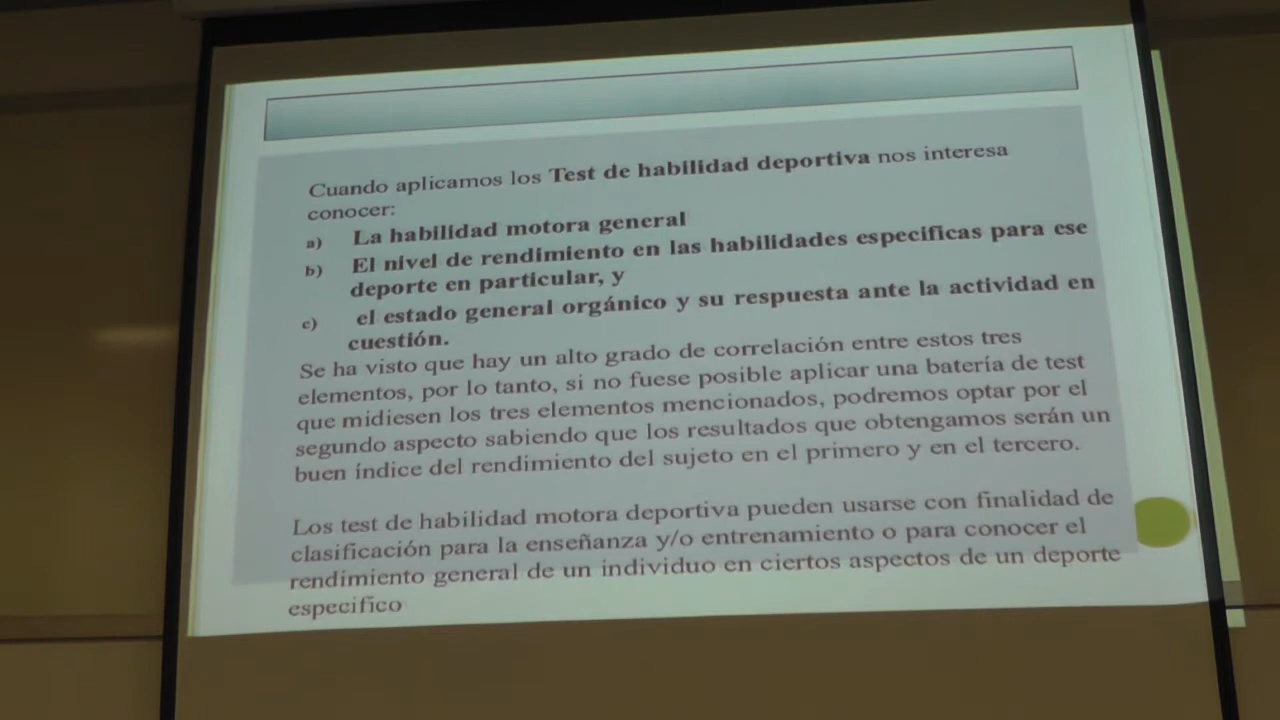 Cuando aplicamos los Test de habilidad deportiva nos interesa
conocer:
a) La habilidad motora general
b) El nivel de rendimiento en las habilidades especificas para ese
deporte en particular, y
c) el estado general orgánico y su respuesta ante la actividad en
cuestión.
Se ha visto que hay un alto grado de correlación entre estos tres
elementos, por lo tanto, si no fuese posible aplicar una batería de test
que midiesen los tres elementos mencionados, podremos optar por el
segundo aspecto sabiendo que los resultados que obtengamos serán un
buen índice del rendimiento del sujeto en el primero y en el tercero.
Los test de habilidad motora deportiva pueden usarse con finalidad de
clasificación para la enseñanza y/o entrenamiento o para conocer el
rendimiento general de un individuo en ciertos aspectos de un deporte
especifico